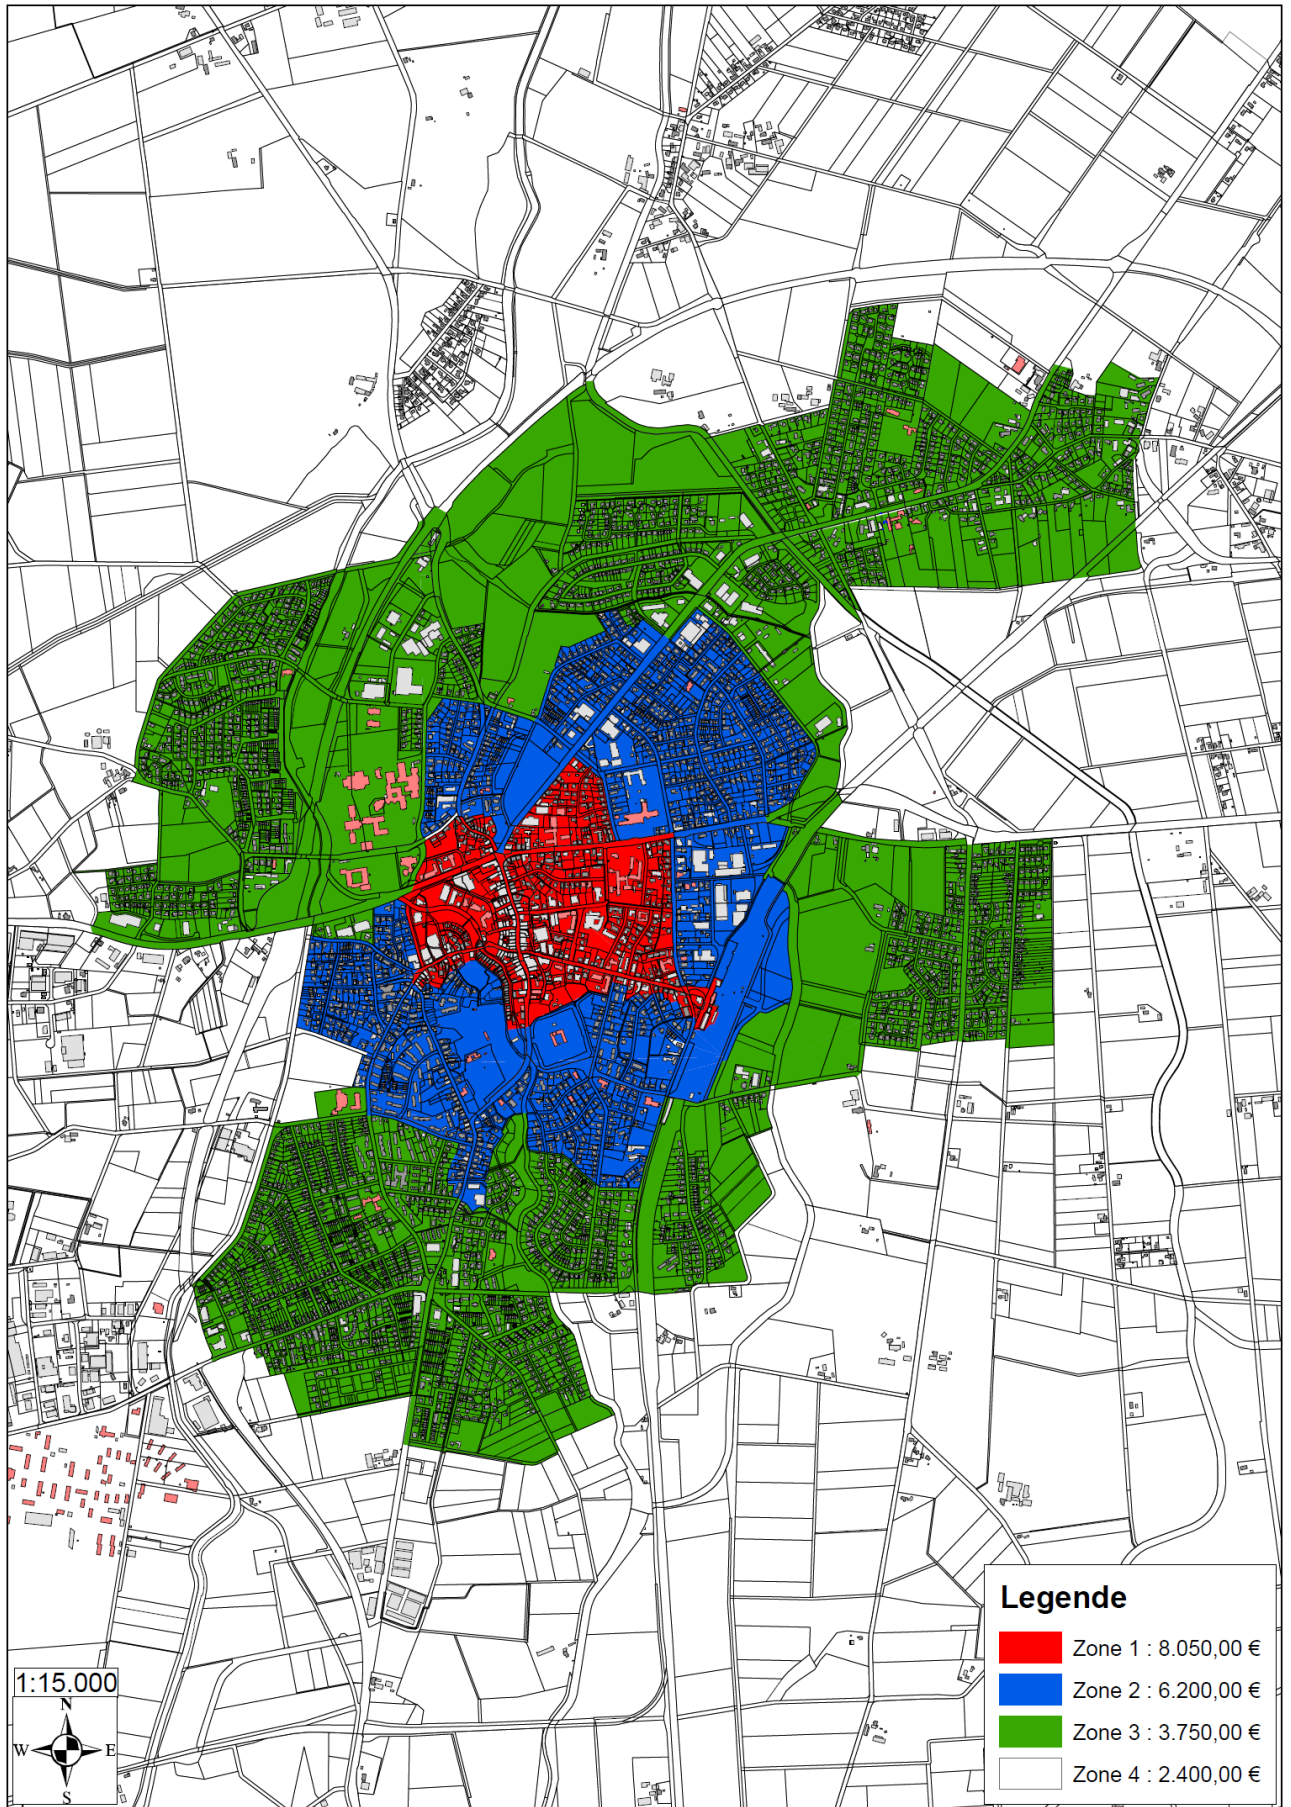 Legende
Zone 1 : 8.050,00 €
Zone 2 : 6.200,00 €
Zone 3 : 3.750,00 €
Zone 4 : 2.400,00 €
1:15.000
N
W E
S